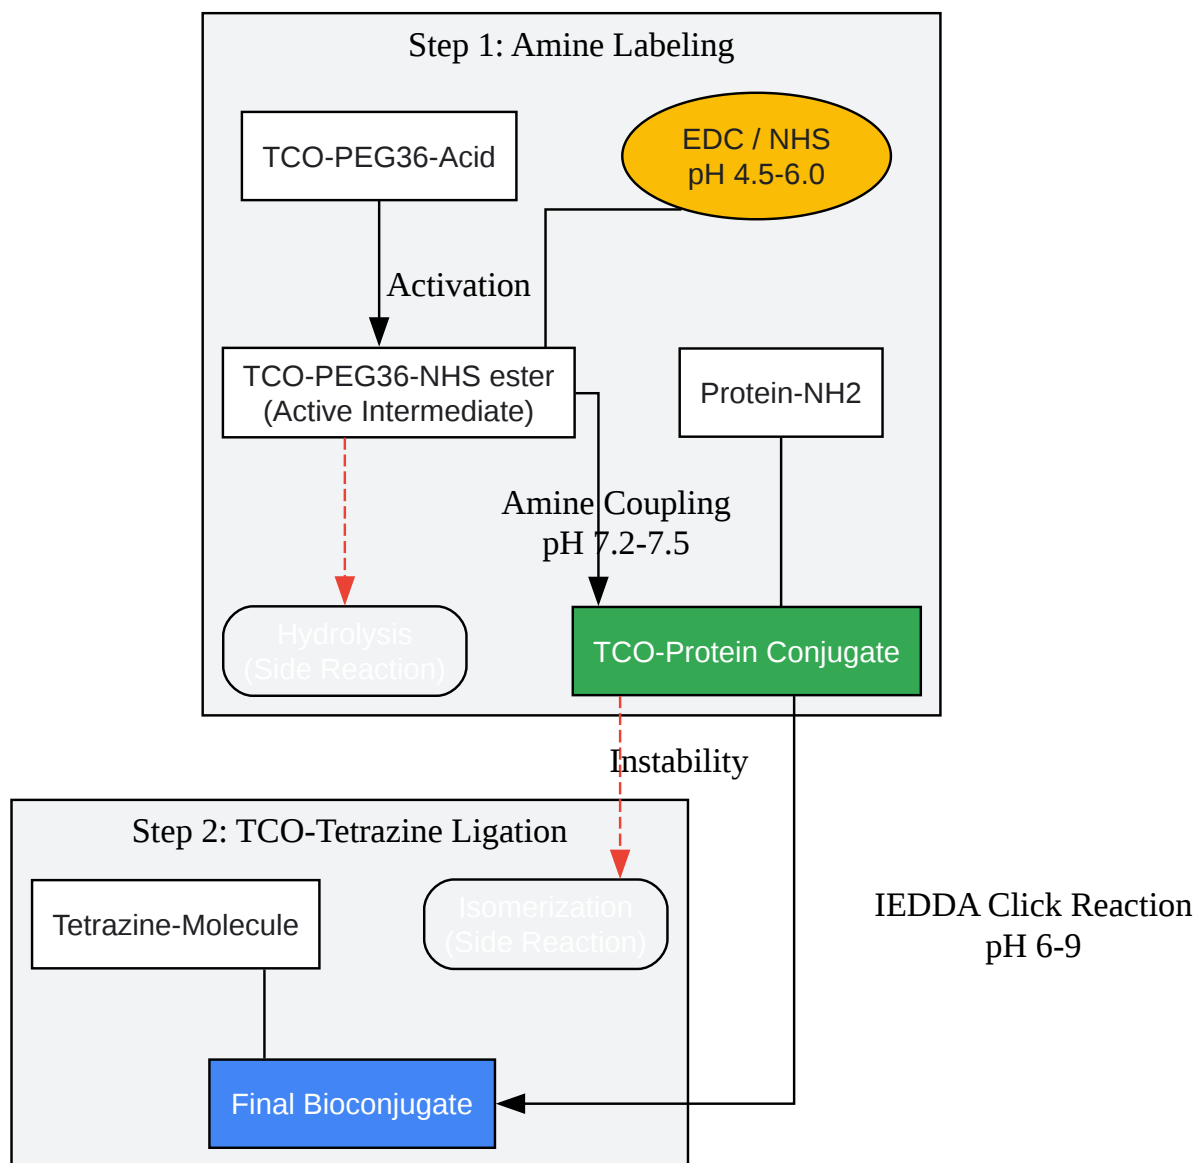 Step 1: Amine Labeling
TCO-PEG36-Acid
EDC / NHS
pH 4.5-6.0
Activation
TCO-PEG36-NHS ester
(Active Intermediate)
Protein-NH2
Amine Coupling
pH 7.2-7.5
Hydrolysis
(Side Reaction)
TCO-Protein Conjugate
Instability
Step 2: TCO-Tetrazine Ligation
Tetrazine-Molecule
Isomerization
(Side Reaction)
IEDDA Click Reaction
pH 6-9
Final Bioconjugate